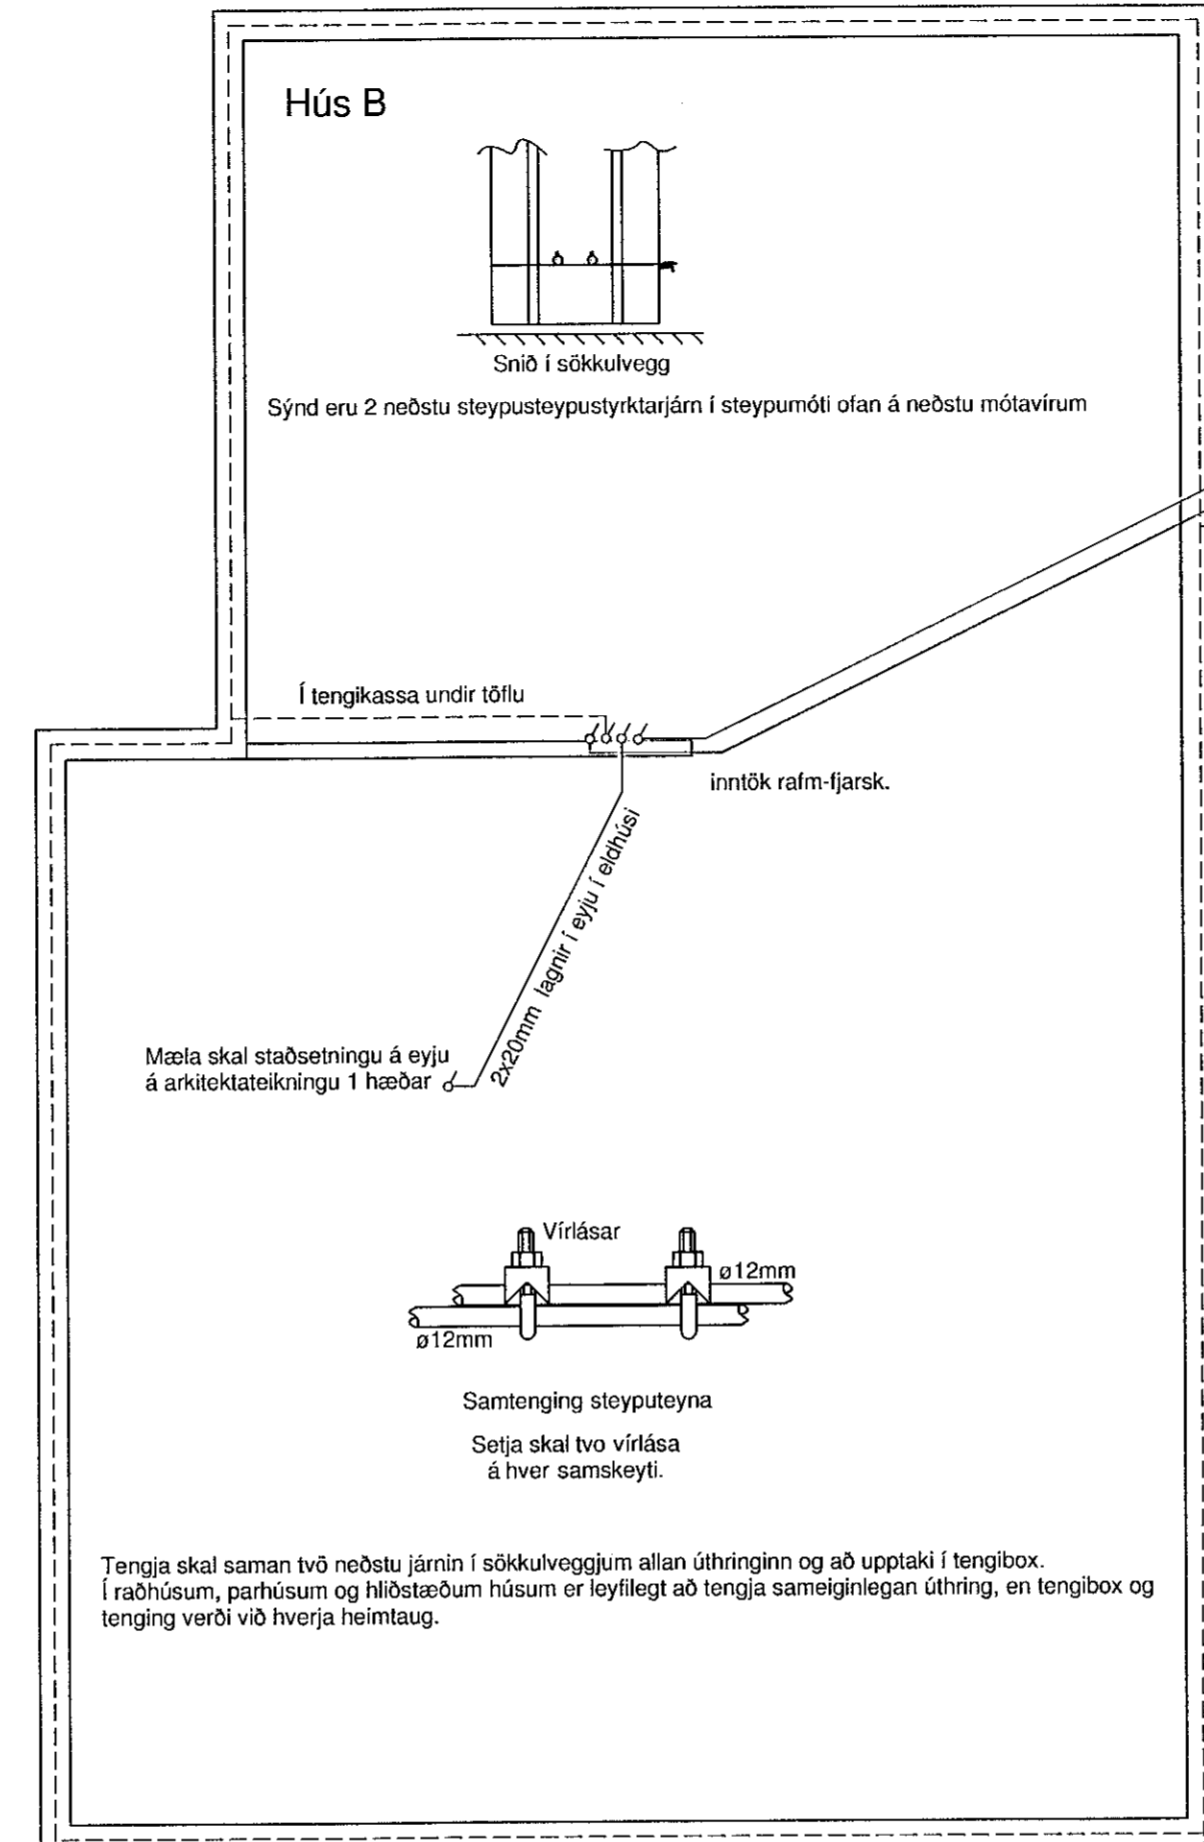 Hús B
Snið í sökkulvegg
Sýnd eru 2 neðstu steypusteypustyrktarjárn í steypumóti ofan á neðstu mótavírum
Í tengikassa undir töflu
inntök rafm-fjarsk.
2x20mm lagnir í eyju í eldhúsi
Mæla skal staðsetningu á eyju
á arkitektateikningu 1 hæðar
Vírlásar
ø12mm
ø12mm
Samtenging steyputeyna
Setja skal tvo vírlása
á hver samskeyti.
Tengja skal saman tvö neðstu járnin í sökkulveggjum allan úthringinn og að upptaki í tengibox.
Í raðhúsum, parhúsum og hliðstæðum húsum er leyfilegt að tengja sameiginlegan úthring, en tengibox og
tenging verði við hverja heimtaug.